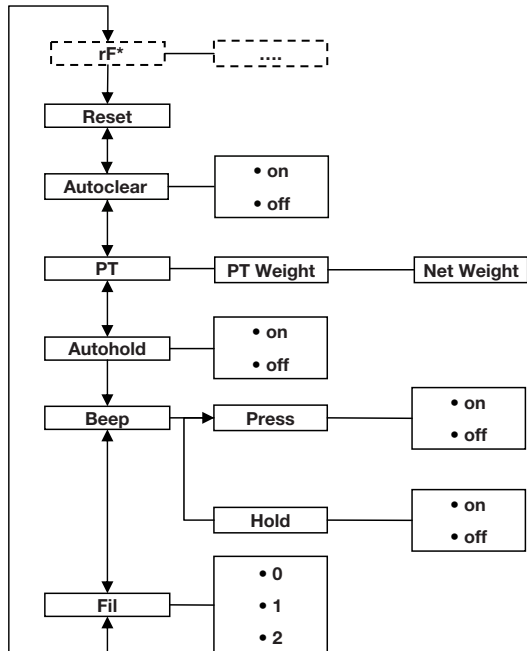 rF*
....
Reset
Autoclear
• on
• off
PT
PT Weight
Net Weight
Autohold
• on
• off
Beep
Press
• on
• off
Hold
• on
• off
Fil
• 0
• 1
• 2